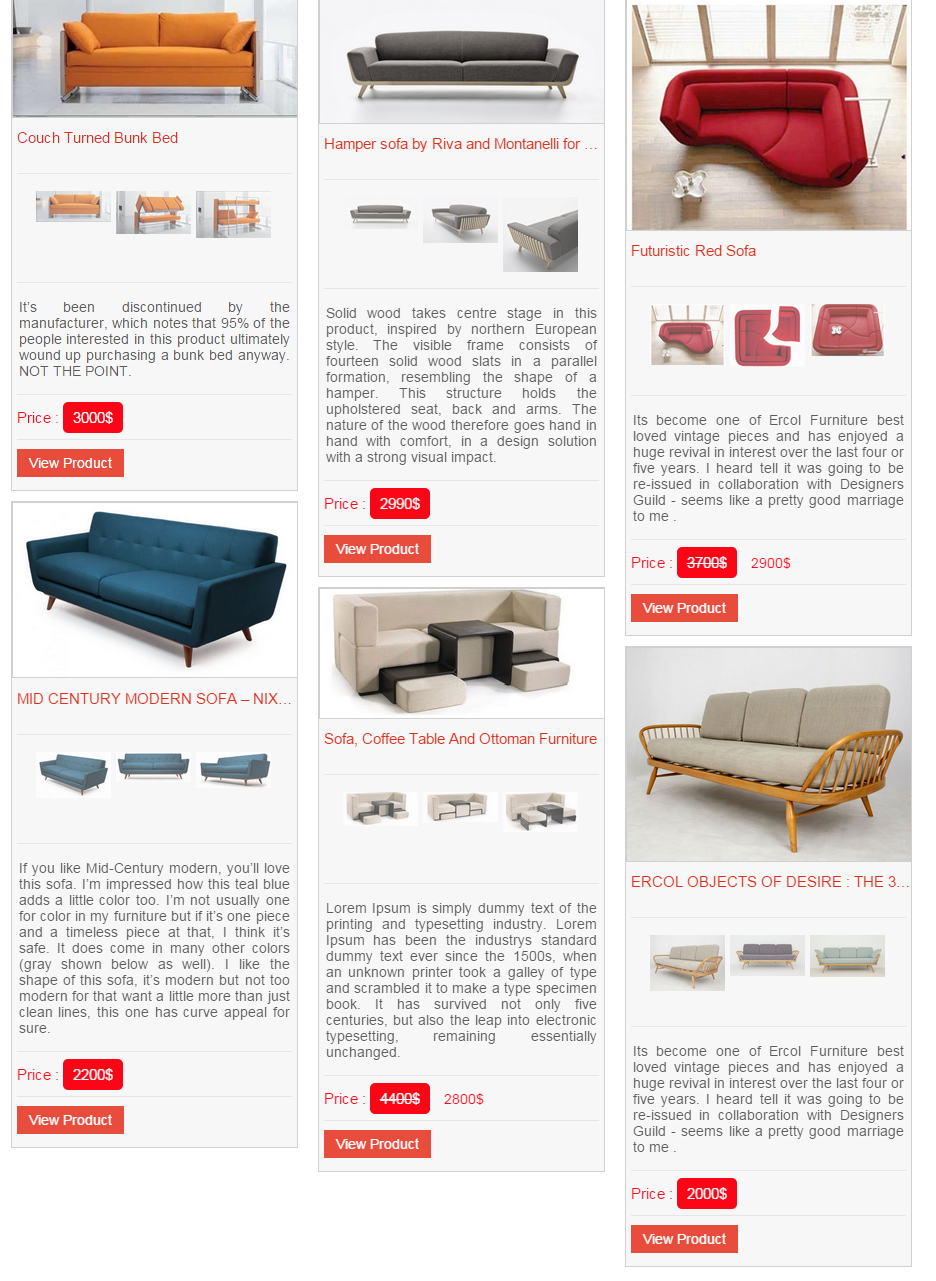 Couch Turned Bunk Bed
It's been discontinued by the
manufacturer, which notes that 95% of the
people interested in this product ultimately
wound up purchasing a bunk bed anyway.
NOT THE POINT.
Price : 3000$
View Product
MID CENTURY MODERN SOFA – NIX...
If you like Mid-Century modern, you'll love
this sofa. I'm impressed how this teal blue
adds a little color too. I'm not usually one
for color in my furniture but if it's one piece
and a timeless piece at that, I think it's
safe. It does come in many other colors
(gray shown below as well). I like the
shape of this sofa, it's modern but not too
modern for that want a little more than just
clean lines, this one has curve appeal for
sure.
Price : 2200$
View Product
Hamper sofa by Riva and Montanelli for ...
Solid wood takes centre stage in this
product, inspired by northern European
style. The visible frame consists of
fourteen solid wood slats in a parallel
formation, resembling the shape of a
hamper. This structure holds the
upholstered seat, back and arms. The
nature of the wood therefore goes hand in
hand with comfort, in a design solution
with a strong visual impact.
Price : 2990$
View Product
Sofa, Coffee Table And Ottoman Furniture
Lorem Ipsum is simply dummy text of the
printing and typesetting industry. Lorem
Ipsum has been the industrys standard
dummy text ever since the 1500s, when
an unknown printer took a galley of type
and scrambled it to make a type specimen
book. It has survived not only five
centuries, but also the leap into electronic
typesetting, remaining essentially
unchanged.
Price : 4400$ 2800$
View Product
Futuristic Red Sofa
Its become one of Ercol Furniture best
loved vintage pieces and has enjoyed a
huge revival in interest over the last four or
five years. I heard tell it was going to be
re-issued in collaboration with Designers
Guild - seems like a pretty good marriage
to me .
Price : 3700$ 2900$
View Product
ERCOL OBJECTS OF DESIRE : THE 3...
Its become one of Ercol Furniture best
loved vintage pieces and has enjoyed a
huge revival in interest over the last four or
five years. I heard tell it was going to be
re-issued in collaboration with Designers
Guild - seems like a pretty good marriage
to me .
Price : 2000$
View Product